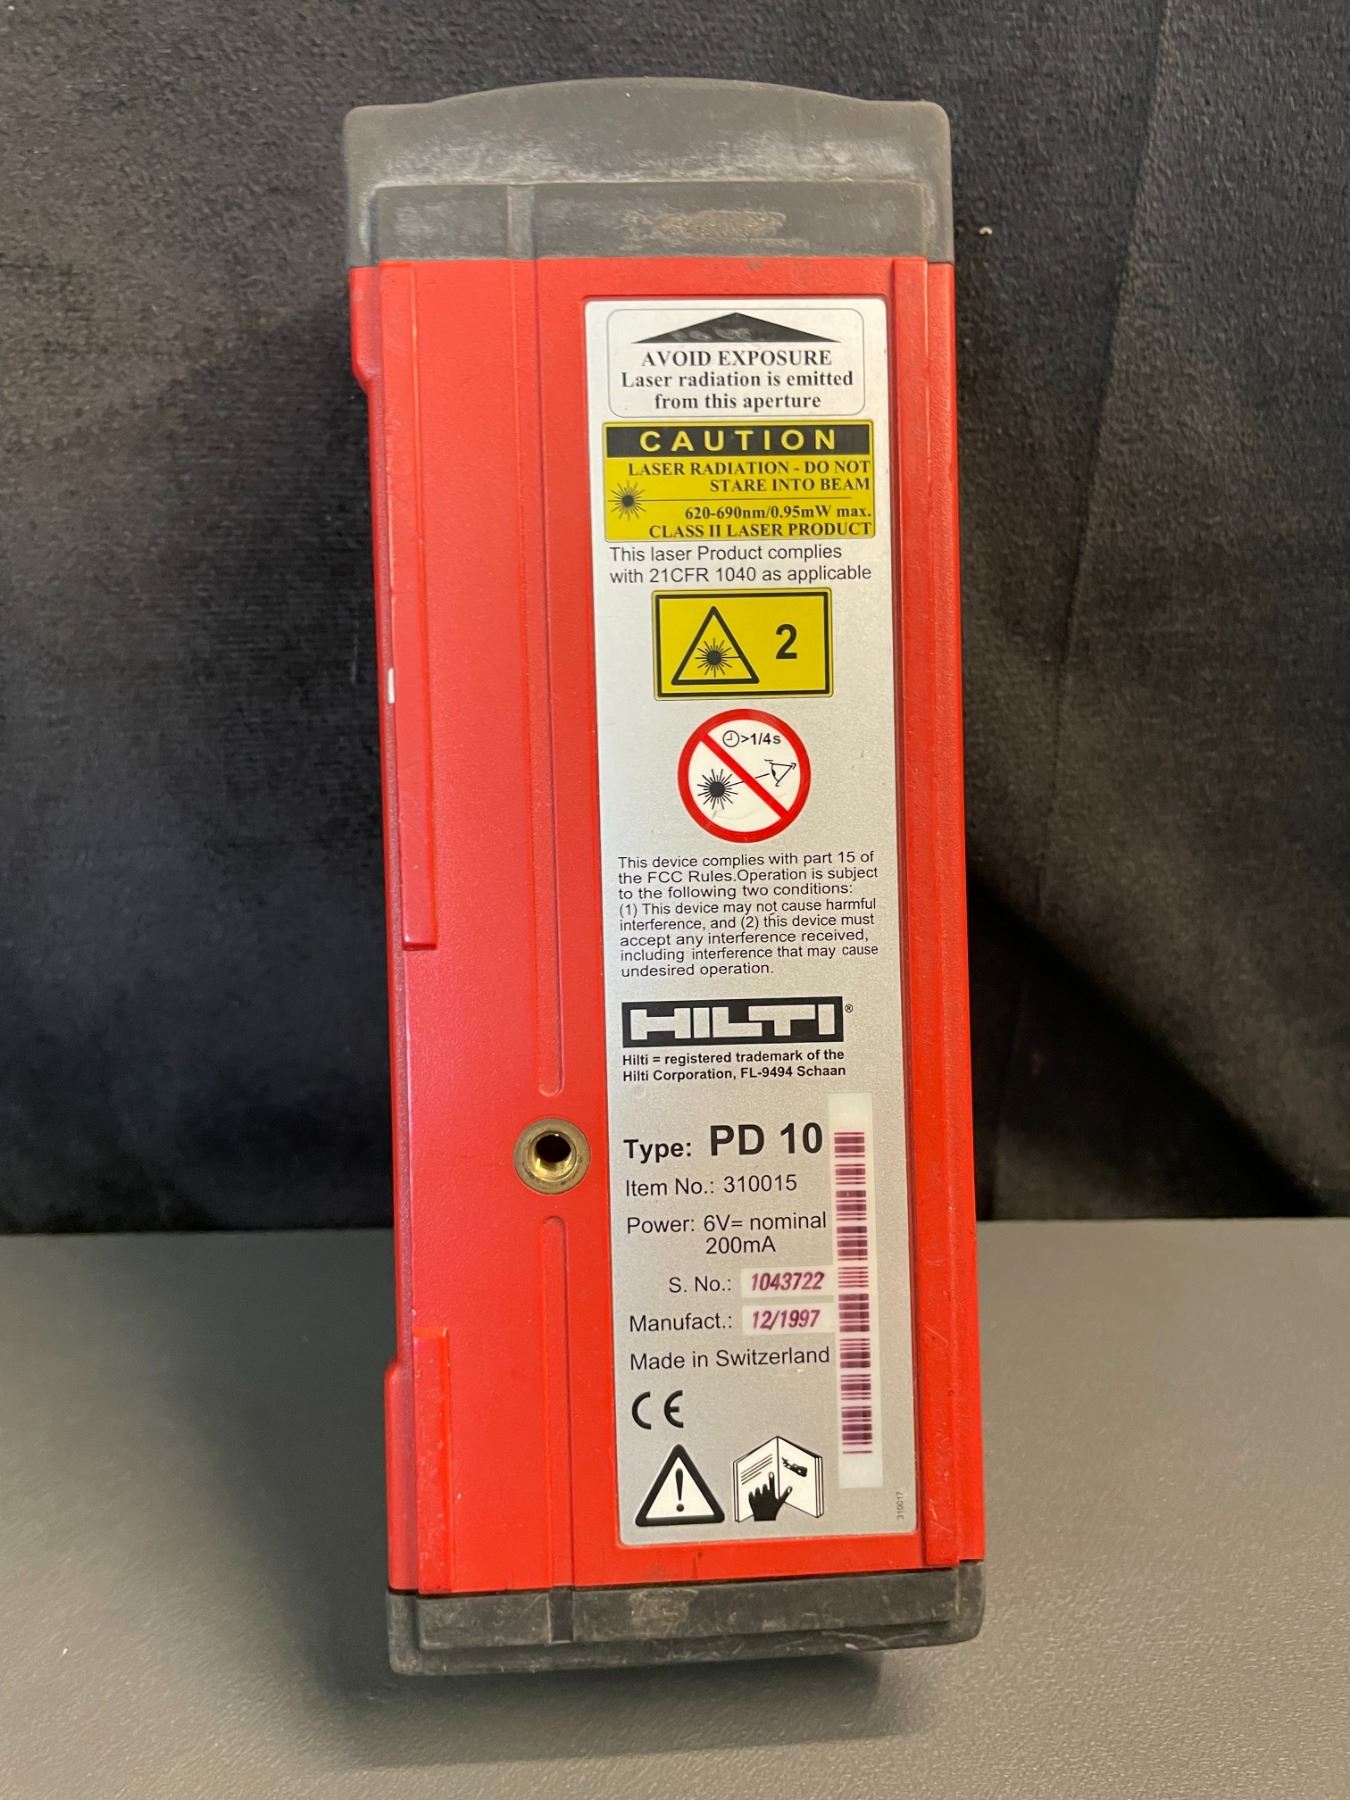 AVOID EXPOSURE
Laser radiation is emitted
from this aperture
CAUTION
LASER RADIATION - DO NOT
STARE INTO BEAM
620-690nm/0.95mW max.
CLASS II LASER PRODUCT
This laser Product complies
with 21CFR 1040 as applicable
2
>1/4s
This device complies with part 15 of
the FCC Rules.Operation is subject
to the following two conditions:
(1) This device may not cause harmful
interference, and (2) this device must
accept any interference received,
including interference that may cause
undesired operation.
HILTI®
Hilti = registered trademark of the
Hilti Corporation, FL-9494 Schaan
Type: PD 10
Item No.: 310015
Power: 6V= nominal
200mA
S. No.: 1043722
Manufact.: 12/1997
Made in Switzerland
CE
310017